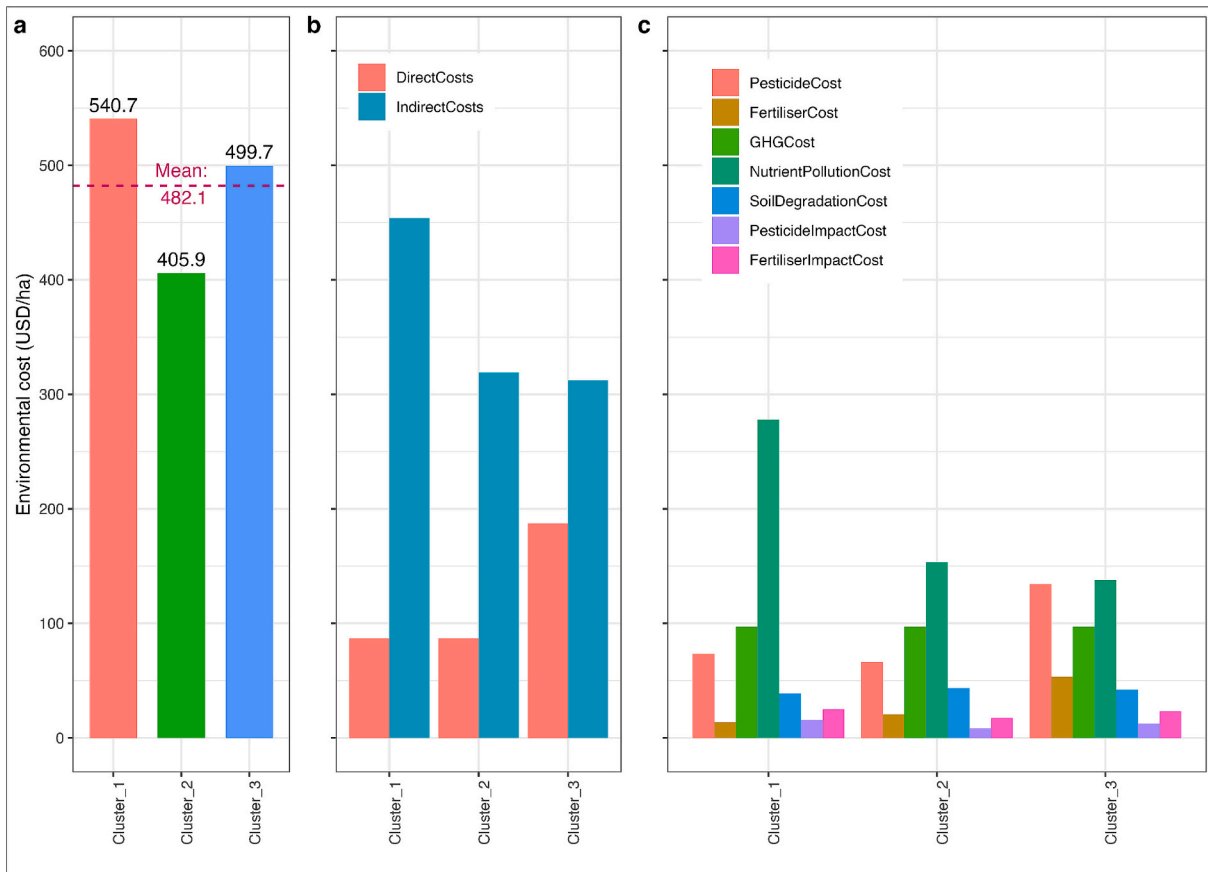 a
b
c
Environmental cost (USD/ha)
600
500
400
300
200
100
0
540.7
405.9
499.7
Mean:
482.1
Cluster_1
Cluster_2
Cluster_3
DirectCosts
IndirectCosts
Cluster_1
Cluster_2
Cluster_3
PesticideCost
FertiliserCost
GHGCost
NutrientPollutionCost
SoilDegradationCost
PesticideImpactCost
FertiliserImpactCost
Cluster_1
Cluster_2
Cluster_3